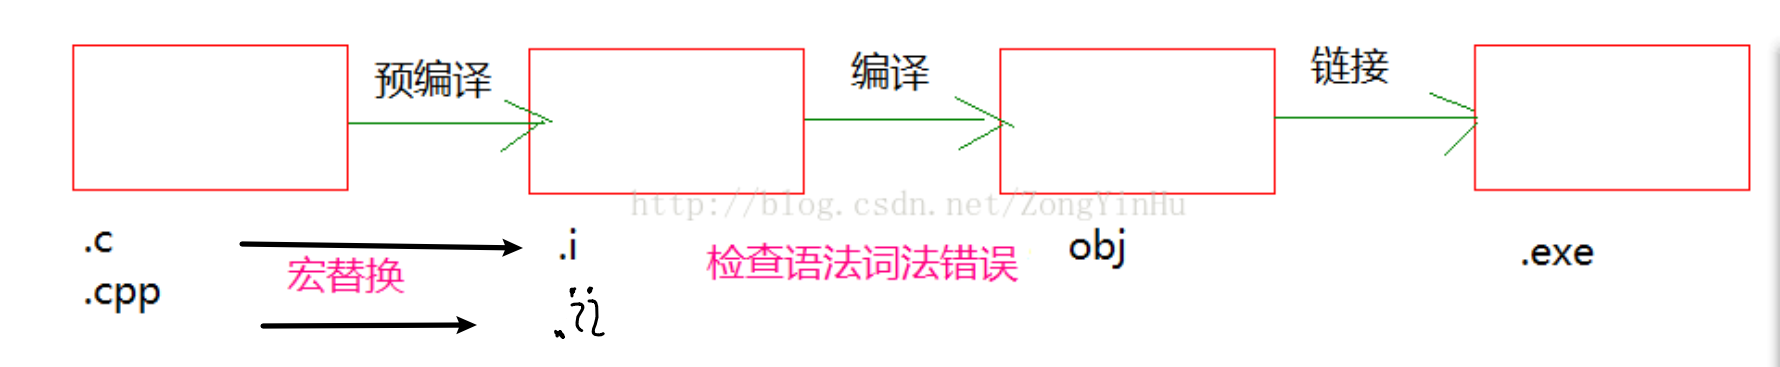 预编译
编译
链接
http://blog.csdn.net/ZongYinHu
.c
.i
检查语法词法错误
obj
.exe
宏替换
.cpp
.ii